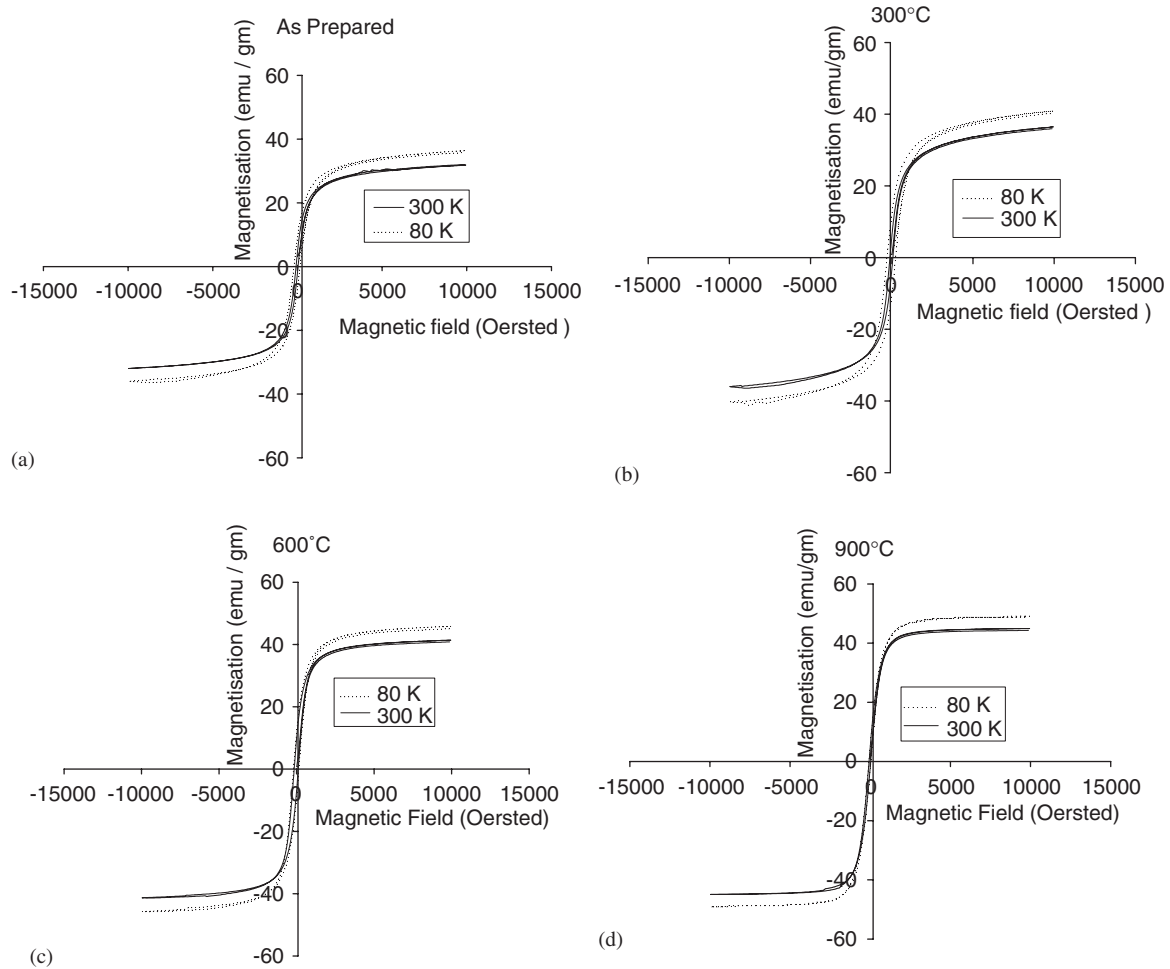 As Prepared
Magnetisation (emu / gm)
60
40
20
0
-20
-40
-60
-15000 -10000 -5000 0 5000 10000 15000
Magnetic field (Oersted )
300 K
80 K
(a)
300°C
Magnetisation (emu/gm)
60
40
20
0
-20
-40
-60
-15000 -10000 -5000 0 5000 10000 15000
Magnetic field (Oersted )
80 K
300 K
(b)
600°C
Magnetisation (emu / gm)
60
40
20
0
-20
-40
-60
-15000 -10000 -5000 0 5000 10000 15000
Magnetic Field (Oersted)
80 K
300 K
(c)
900°C
Magnetisation (emu/gm)
60
40
20
0
-20
-40
-60
-15000 -10000 -5000 0 5000 10000 15000
Magnetic Field (Oersted)
80 K
300 K
(d)